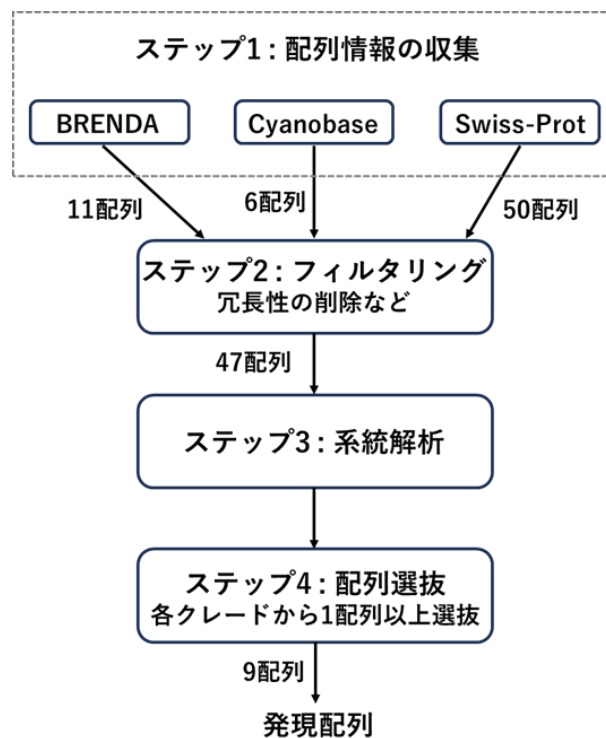 ステップ1 : 配列情報の収集
BRENDA
Cyanobase
Swiss-Prot
11配列
6配列
50配列
ステップ2 : フィルタリング
冗長性の削除など
47配列
ステップ3 : 系統解析
ステップ4 : 配列選抜
各クレードから1配列以上選抜
9配列
発現配列